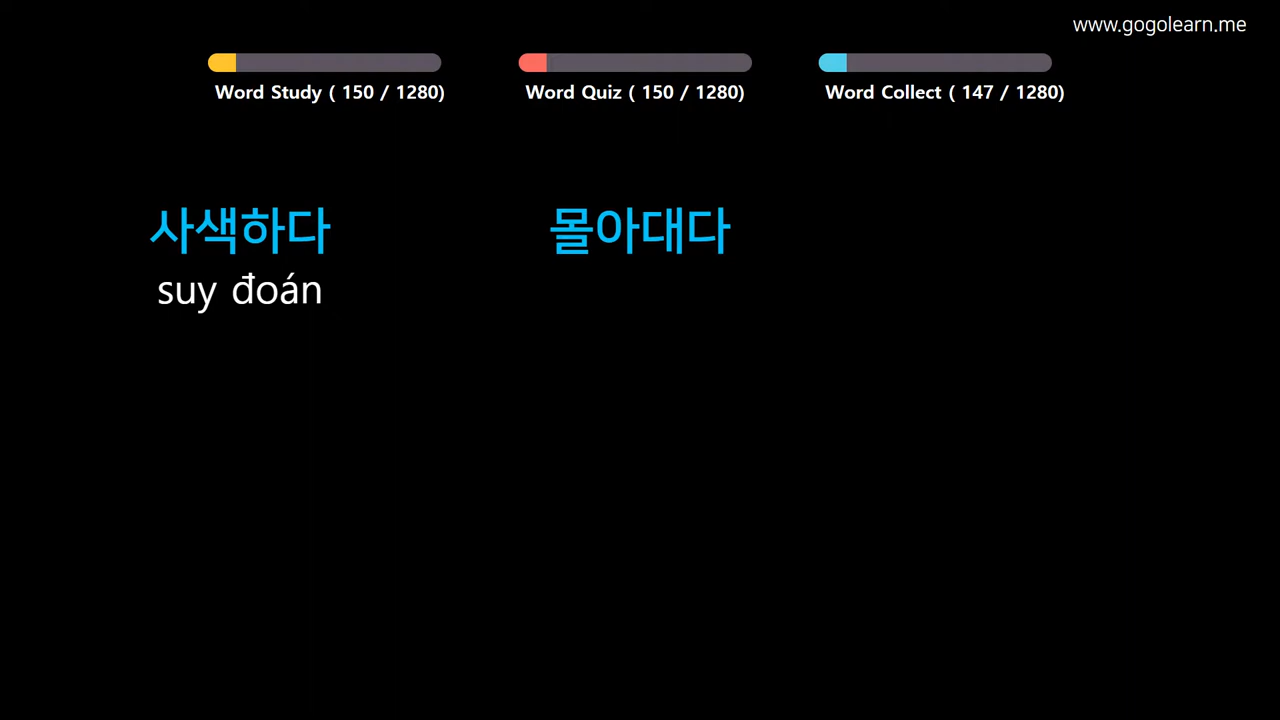 www.gogolearn.me
Word Study ( 150 / 1280)
Word Quiz ( 150 / 1280)
Word Collect ( 147 / 1280)
사색하다
suy đoán
몰아대다